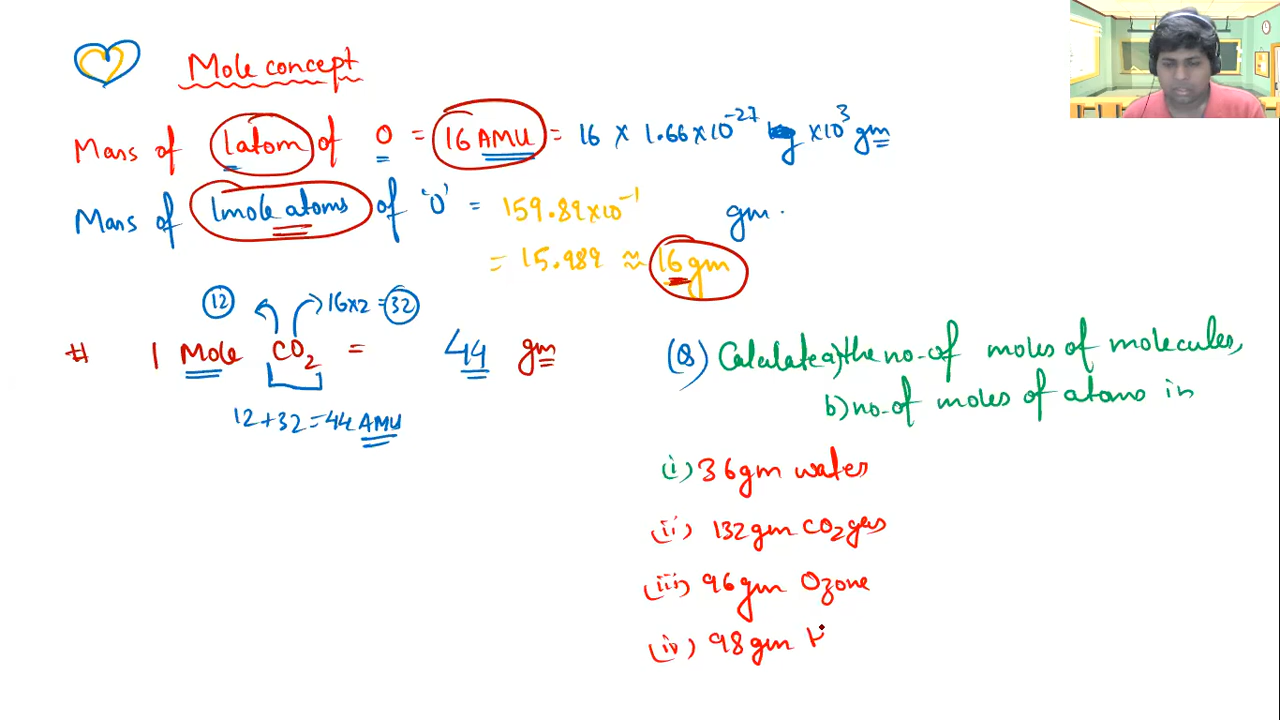 Mole concept
Mass of 1atom of O = 16 AMU = 16 × 1.66×10⁻²⁷ kg ×10³ gm
Mass of 1mole atoms of 'O' = 159.89×10⁻¹ gm.
= 15.989 ≈ 16gm
12 16×2 = 32
# 1 Mole CO₂ = 44 gm
12+32=44 AMU
(Q) Calculate a) the no. of moles of molecules,
b) no. of moles of atoms in
(i) 36gm water
(ii) 132gm CO₂ gas
(iii) 96gm Ozone
(iv) 98gm